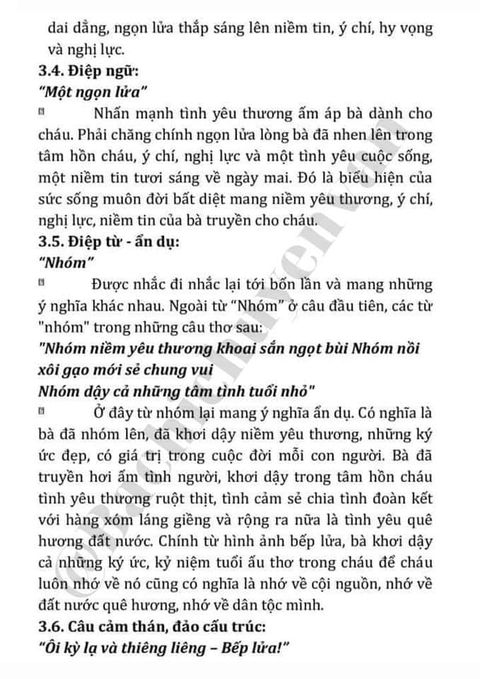 dai dẳng, ngọn lửa thắp sáng lên niềm tin, ý chí, hy vọng
và nghị lực.
3.4. Điệp ngữ:
“Một ngọn lửa”
Nhấn mạnh tình yêu thương ấm áp bà dành cho
cháu. Phải chăng chính ngọn lửa lòng bà đã nhen lên trong
tâm hồn cháu, ý chí, nghị lực và một tình yêu cuộc sống,
một niềm tin tươi sáng về ngày mai. Đó là biểu hiện của
sức sống muôn đời bất diệt mang niềm yêu thương, ý chí,
nghị lực, niềm tin của bà truyền cho cháu.
3.5. Điệp từ - ẩn dụ:
“Nhóm”
Được nhắc đi nhắc lại tới bốn lần và mang những
ý nghĩa khác nhau. Ngoài từ “Nhóm” ở câu đầu tiên, các từ
"nhóm" trong những câu thơ sau:
"Nhóm niềm yêu thương khoai sắn ngọt bùi Nhóm nồi
xôi gạo mới sẻ chung vui
Nhóm dậy cả những tâm tình tuổi nhỏ"
Ở đây từ nhóm lại mang ý nghĩa ẩn dụ. Có nghĩa là
bà đã nhóm lên, đã khơi dậy niềm yêu thương, những ký
ức đẹp, có giá trị trong cuộc đời mỗi con người. Bà đã
truyền hơi ấm tình người, khơi dậy trong tâm hồn cháu
tình yêu thương ruột thịt, tình cảm sẻ chia tình đoàn kết
với hàng xóm láng giềng và rộng ra nữa là tình yêu quê
hương đất nước. Chính từ hình ảnh bếp lửa, bà khơi dậy
cả những ký ức, kỷ niệm tuổi ấu thơ trong cháu để cháu
luôn nhớ về nó cũng có nghĩa là nhớ về cội nguồn, nhớ về
đất nước quê hương, nhớ về dân tộc mình.
3.6. Câu cảm thán, đảo cấu trúc:
“Ôi kỳ lạ và thiêng liêng – Bếp lửa!”